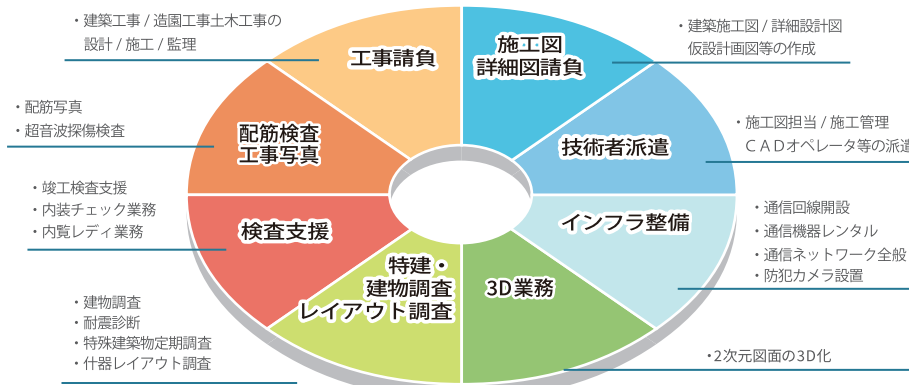 ・建築工事 / 造園工事土木工事の
設計 / 施工 / 監理
工事請負
施工図
詳細図請負
・建築施工図 / 詳細設計図
仮設計画図等の作成
・配筋写真
・超音波探傷検査
配筋検査
工事写真
技術者派遣
・施工図担当 / 施工管理
ＣＡＤオペレータ等の派遣
・竣工検査支援
・内装チェック業務
・内覧レディ業務
検査支援
インフラ整備
・通信回線開設
・通信機器レンタル
・通信ネットワーク全般
・防犯カメラ設置
特建・
建物調査
レイアウト調査
3D業務
・建物調査
・耐震診断
・特殊建築物定期調査
・什器レイアウト調査
・2次元図面の3D化